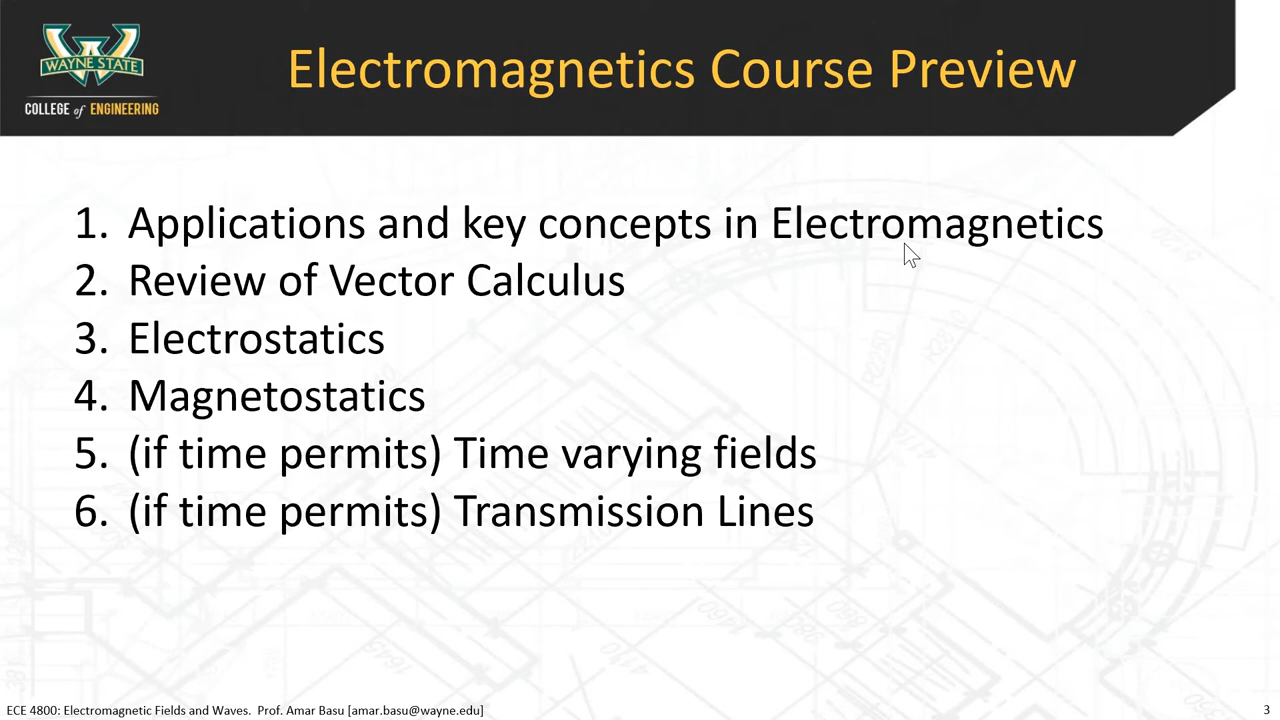 WAYNE STATE
COLLEGE of ENGINEERING
Electromagnetics Course Preview
1. Applications and key concepts in Electromagnetics
2. Review of Vector Calculus
3. Electrostatics
4. Magnetostatics
5. (if time permits) Time varying fields
6. (if time permits) Transmission Lines
ECE 4800: Electromagnetic Fields and Waves. Prof. Amar Basu [amar.basu@wayne.edu]
3